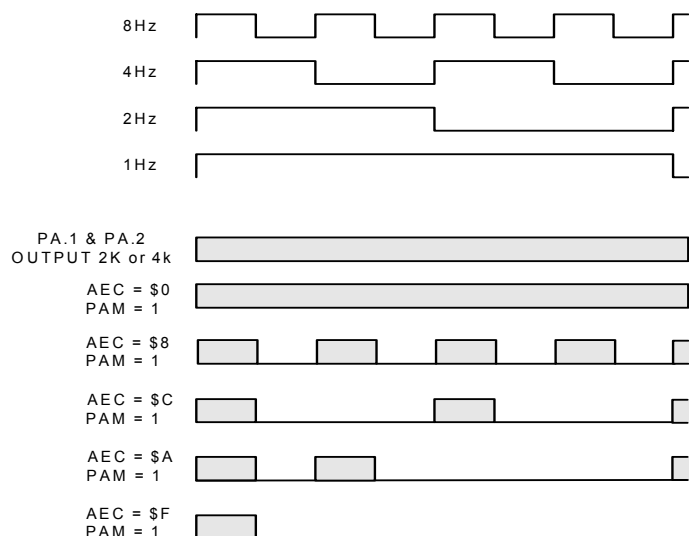 8Hz
4Hz
2Hz
1Hz
PA.1 & PA.2
OUTPUT 2K or 4k
AEC = $0
PAM = 1
AEC = $8
PAM = 1
AEC = $C
PAM = 1
AEC = $A
PAM = 1
AEC = $F
PAM = 1